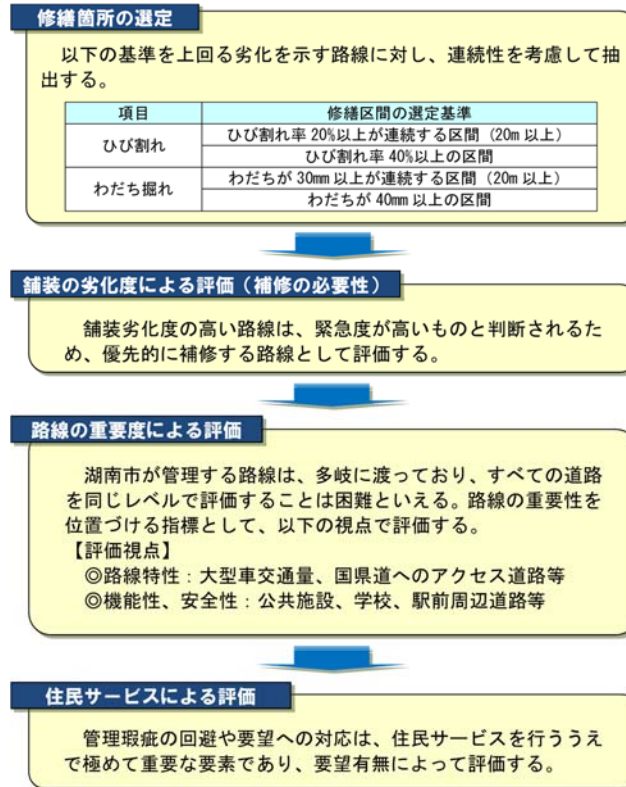 修繕箇所の選定
以下の基準を上回る劣化を示す路線に対し、連続性を考慮して抽
出する。
項目 修繕区間の選定基準
ひび割れ ひび割れ率 20%以上が連続する区間（20m 以上）
ひび割れ率 40%以上の区間
わだち掘れ わだちが 30mm 以上が連続する区間（20m 以上）
わだちが 40mm 以上の区間
舗装の劣化度による評価（補修の必要性）
舗装劣化度の高い路線は、緊急度が高いものと判断されるた
め、優先的に補修する路線として評価する。
路線の重要度による評価
湖南市が管理する路線は、多岐に渡っており、すべての道路
を同じレベルで評価することは困難といえる。路線の重要性を
位置づける指標として、以下の視点で評価する。
【評価視点】
◎路線特性：大型車交通量、国県道へのアクセス道路等
◎機能性、安全性：公共施設、学校、駅前周辺道路等
住民サービスによる評価
管理瑕疵の回避や要望への対応は、住民サービスを行ううえ
で極めて重要な要素であり、要望有無によって評価する。